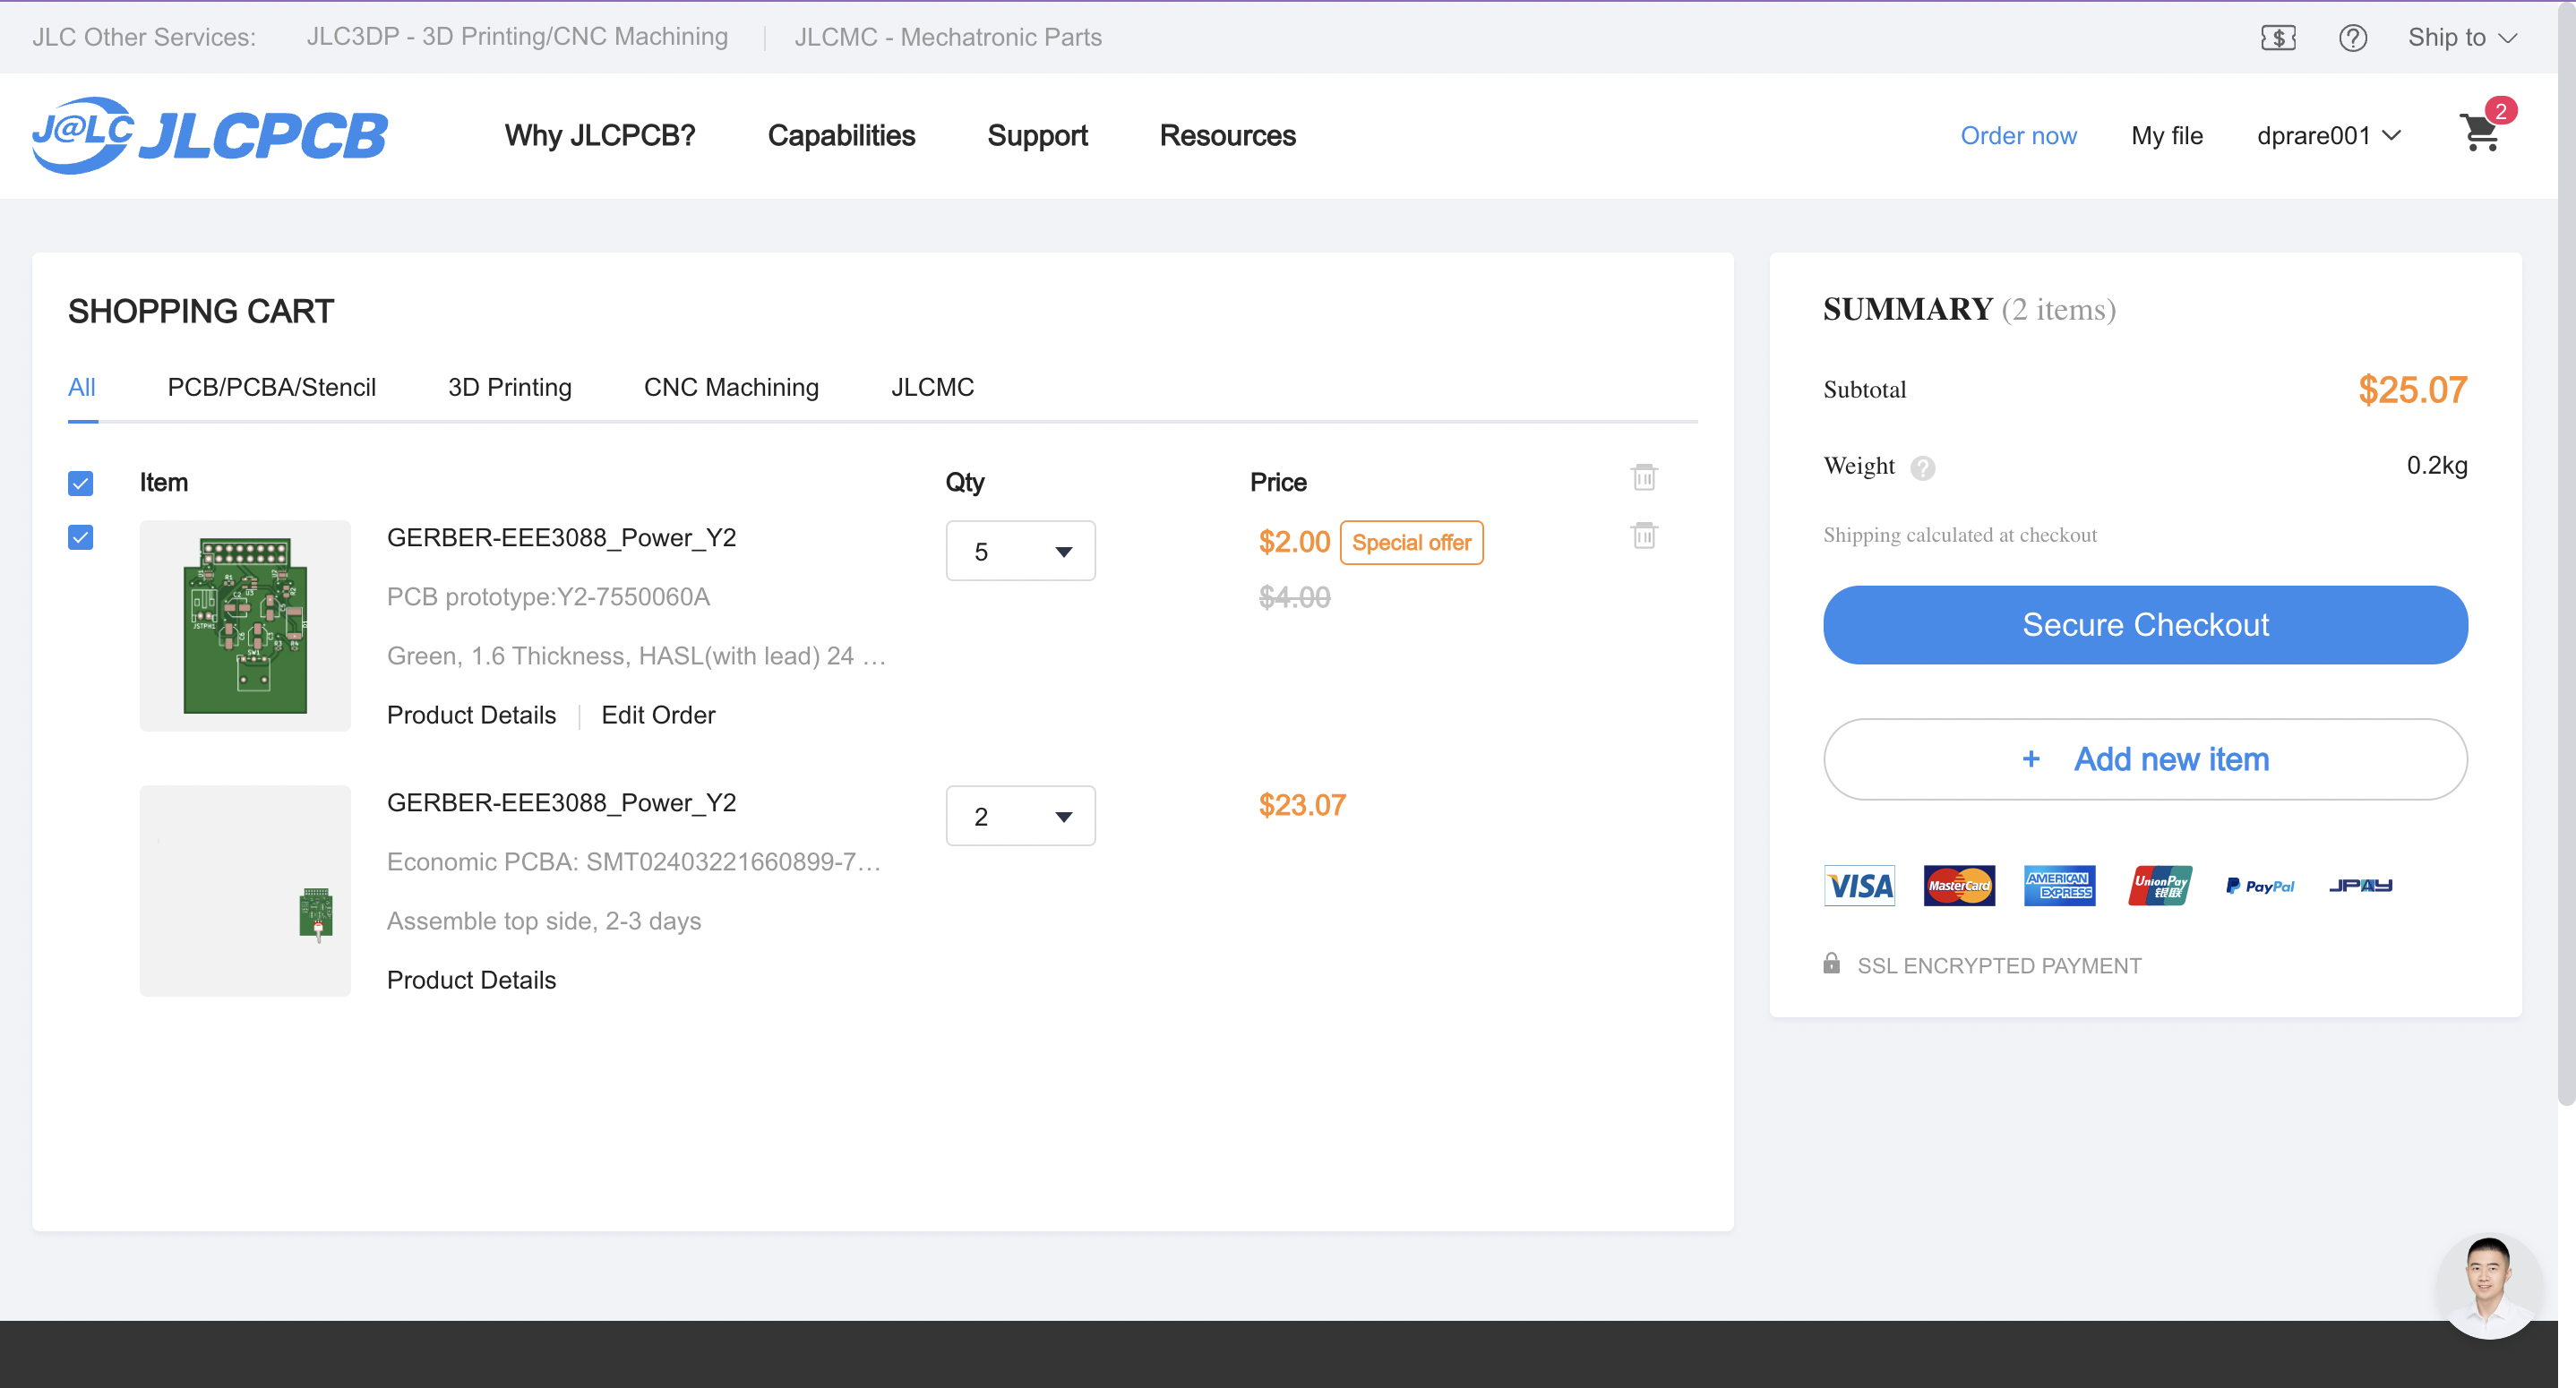 JLC Other Services: JLC3DP - 3D Printing/CNC Machining JLCMC - Mechatronic Parts Ship to
J@LC JLCPCB Why JLCPCB? Capabilities Support Resources Order now My file dprare001 2
SHOPPING CART
All PCB/PCBA/Stencil 3D Printing CNC Machining JLCMC
Item Qty Price
GERBER-EEE3088_Power_Y2 5 $2.00 Special offer
PCB prototype:Y2-7550060A $4.00
Green, 1.6 Thickness, HASL(with lead) 24 ...
Product Details Edit Order
GERBER-EEE3088_Power_Y2 2 $23.07
Economic PCBA: SMT02403221660899-7...
Assemble top side, 2-3 days
Product Details
SUMMARY (2 items)
Subtotal $25.07
Weight ? 0.2kg
Shipping calculated at checkout
Secure Checkout
+ Add new item
VISA MasterCard AMERICAN EXPRESS UnionPay 银联 PayPal JPAY
SSL ENCRYPTED PAYMENT